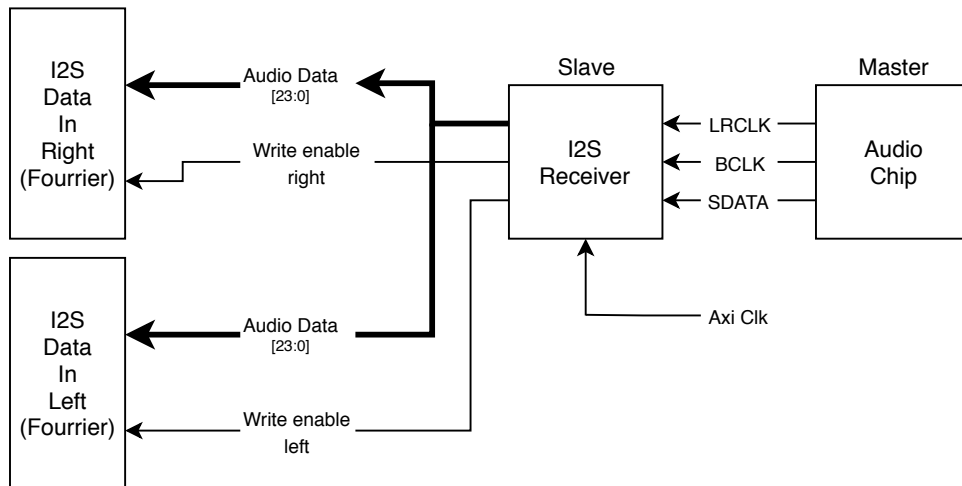 I2S
Data
In
Right
(Fourrier)
Audio Data
[23:0]
Write enable
right
Slave
I2S
Receiver
LRCLK
BCLK
SDATA
Master
Audio
Chip
Axi Clk
I2S
Data
In
Left
(Fourrier)
Audio Data
[23:0]
Write enable
left